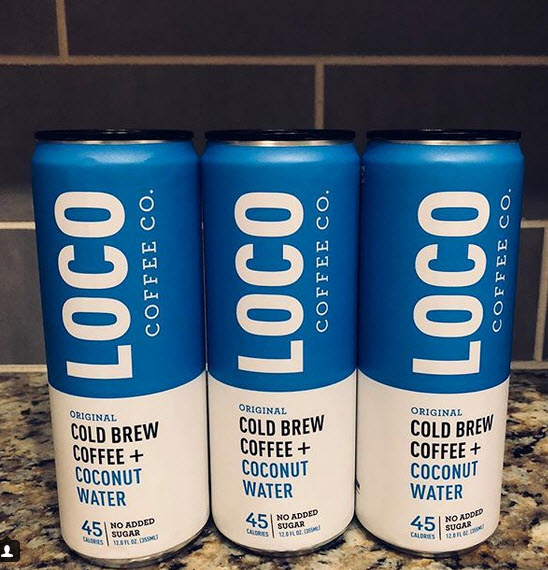 LOCO
COFFEE CO.
ORIGINAL
COLD BREW
COFFEE +
COCONUT
WATER
45
CALORIES
NO ADDED
SUGAR
12.0 FL OZ. (355ML)
LOCO
COFFEE CO.
ORIGINAL
COLD BREW
COFFEE +
COCONUT
WATER
45
CALORIES
NO ADDED
SUGAR
12.0 FL OZ. (355ML)
LOCO
COFFEE CO.
ORIGINAL
COLD BREW
COFFEE +
COCONUT
WATER
45
CALORIES
NO ADDED
SUGAR
12.0 FL OZ. (355ML)